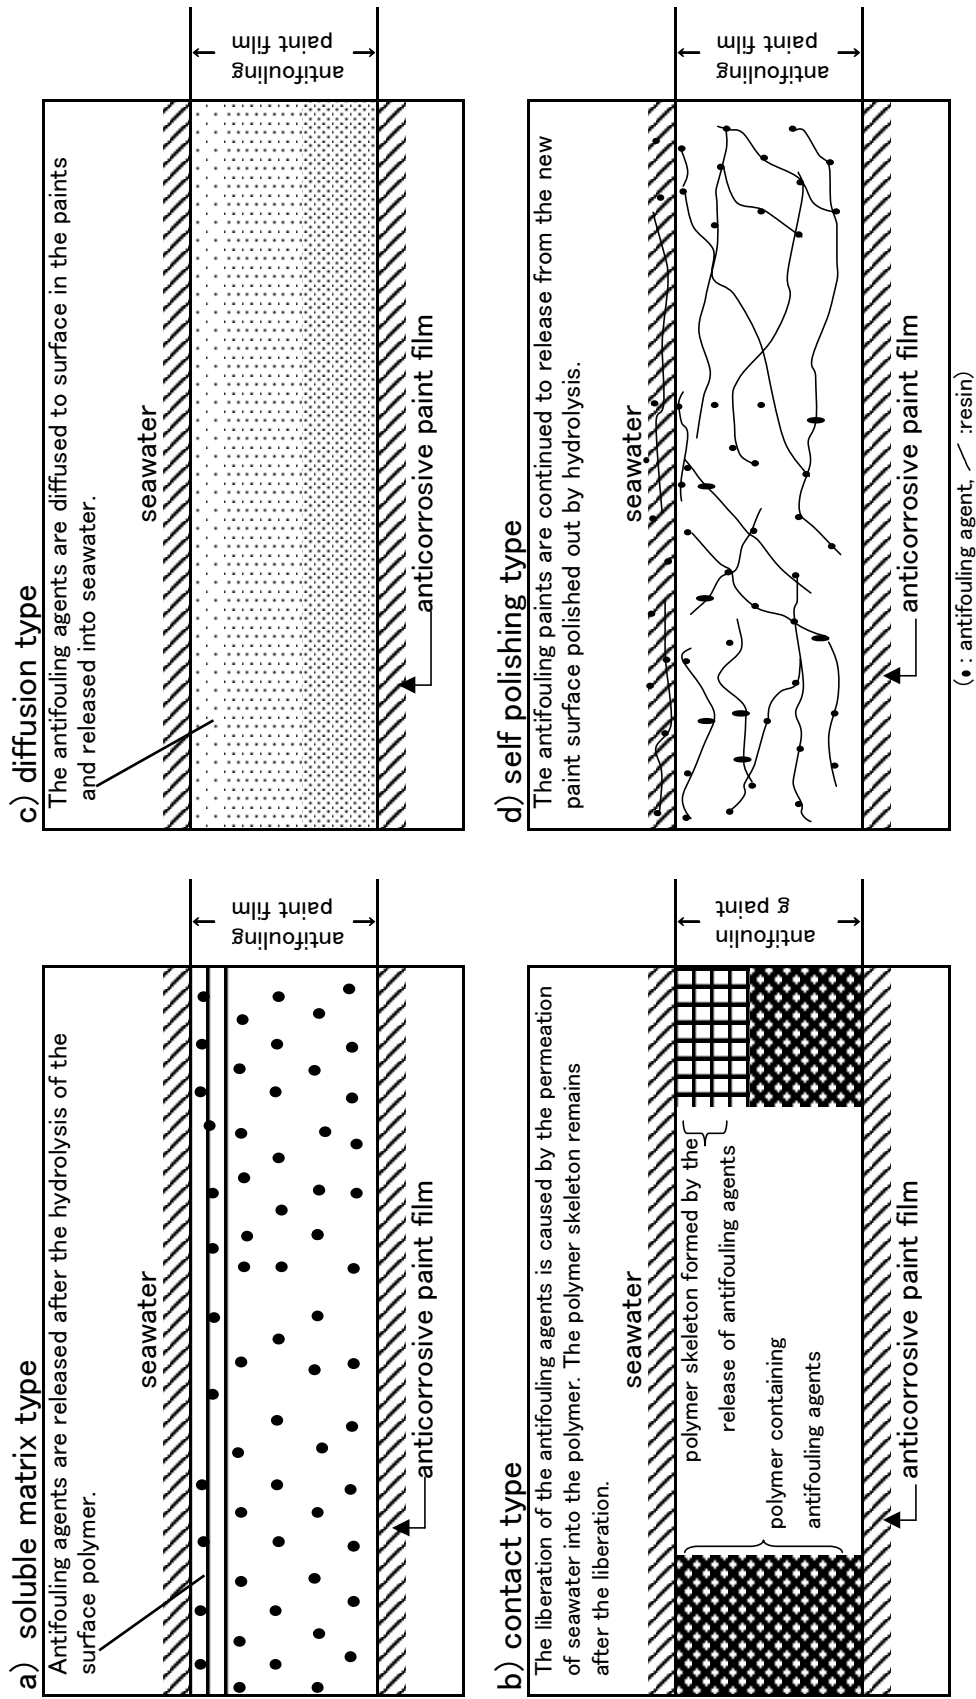 a) soluble matrix type
Antifouling agents are released after the hydrolysis of the
surface polymer.
seawater
antifouling
paint film
anticorrosive paint film
b) contact type
The liberation of the antifouling agents is caused by the permeation
of seawater into the polymer. The polymer skeleton remains
after the liberation.
seawater
polymer skeleton formed by the
release of antifouling agents
polymer containing
antifouling agents
antifoulin
g paint
anticorrosive paint film
c) diffusion type
The antifouling agents are diffused to surface in the paints
and released into seawater.
seawater
antifouling
paint film
anticorrosive paint film
d) self polishing type
The antifouling paints are continued to release from the new
paint surface polished out by hydrolysis.
seawater
antifouling
paint film
anticorrosive paint film
(●: antifouling agent, ／ :resin)